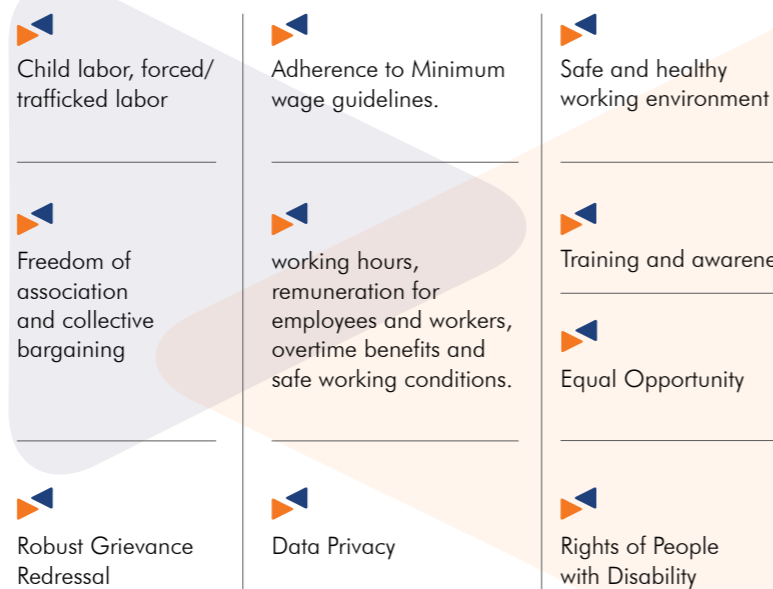 Child labor, forced/
trafficked labor
Adherence to Minimum
wage guidelines.
Safe and healthy
working environment
Freedom of
association
and collective
bargaining
working hours,
remuneration for
employees and workers,
overtime benefits and
safe working conditions.
Training and
Equal Opportunity
Robust Grievance
Redressal
Data Privacy
Rights of People
with Disability